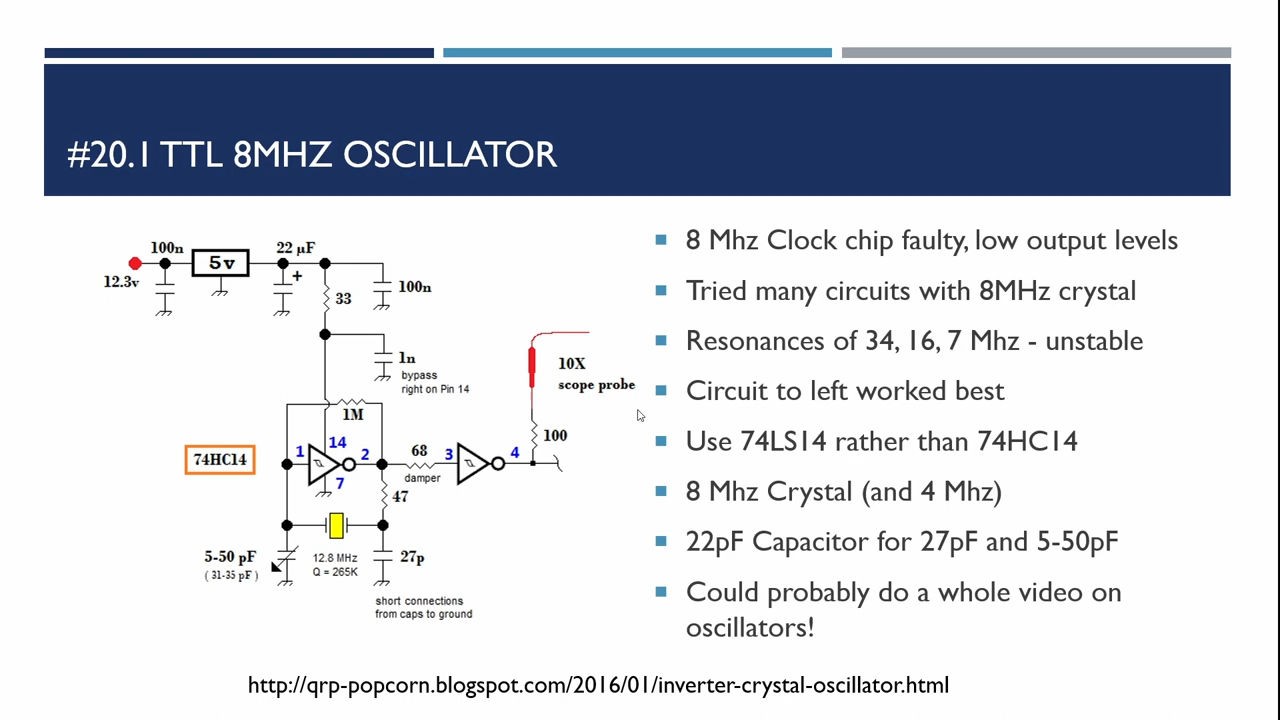 #20.1 TTL 8MHZ OSCILLATOR
100n
5v
22 µF
+
12.3v
33
100n
1n
bypass
right on Pin 14
10X
scope probe
1M
100
74HC14
1
14
2
7
68
damper
3
4
47
5-50 pF
( 31-35 pF )
12.8 MHz
Q = 265K
27p
short connections
from caps to ground
8 Mhz Clock chip faulty, low output levels
Tried many circuits with 8MHz crystal
Resonances of 34, 16, 7 Mhz - unstable
Circuit to left worked best
Use 74LS14 rather than 74HC14
8 Mhz Crystal (and 4 Mhz)
22pF Capacitor for 27pF and 5-50pF
Could probably do a whole video on
oscillators!
http://qrp-popcorn.blogspot.com/2016/01/inverter-crystal-oscillator.html